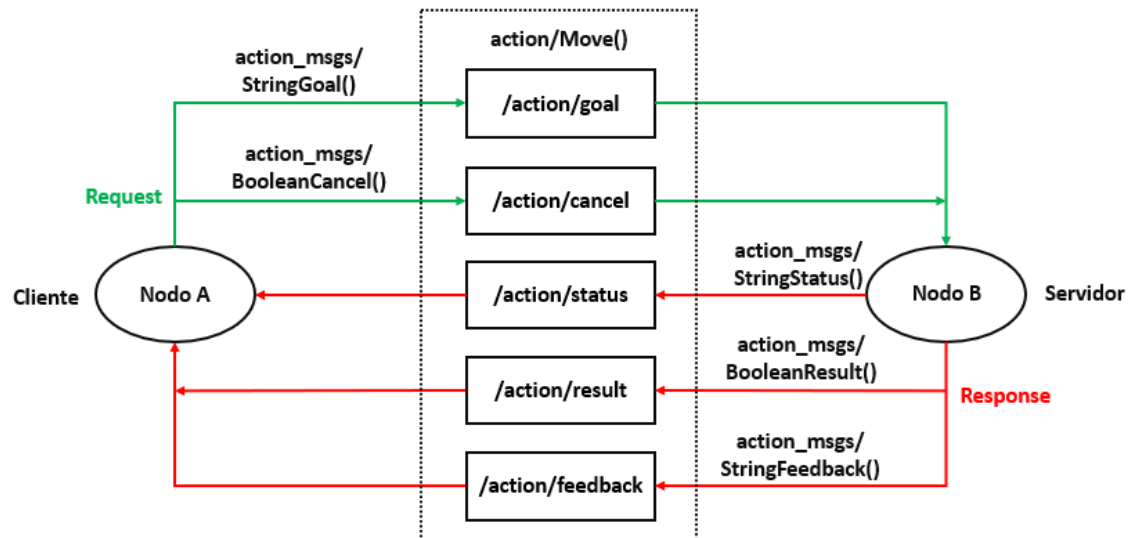 action/Move()
action_msgs/
StringGoal()
/action/goal
action_msgs/
BooleanCancel()
Request
/action/cancel
action_msgs/
StringStatus()
Cliente
Nodo A
/action/status
Nodo B
Servidor
action_msgs/
BooleanResult()
/action/result
Response
action_msgs/
StringFeedback()
/action/feedback